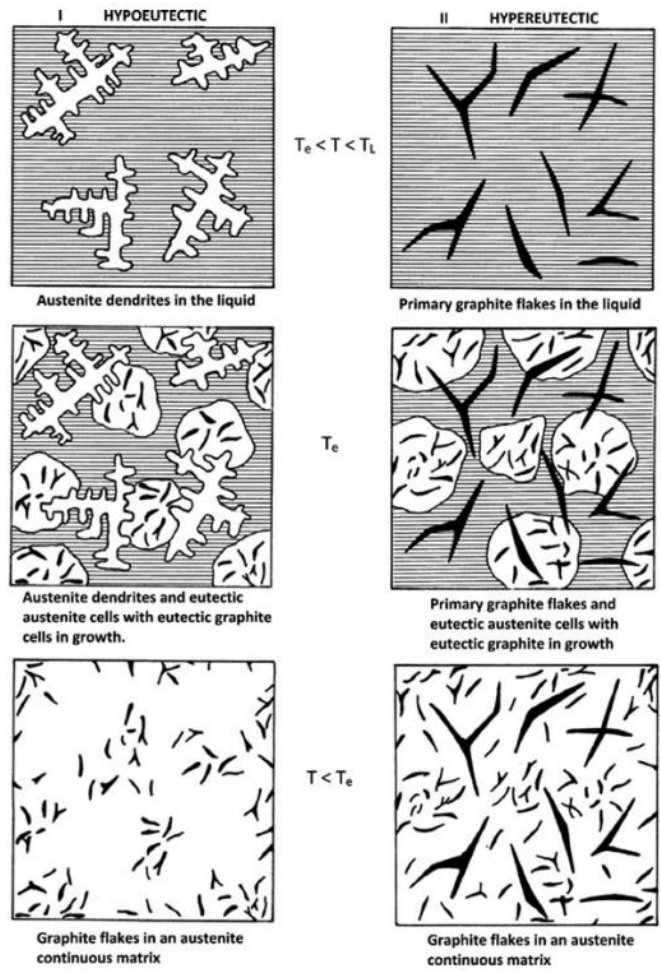 I HYPOEUTECTIC
II HYPEREUTECTIC
Te < T < TL
Austenite dendrites in the liquid
Primary graphite flakes in the liquid
Te
Austenite dendrites and eutectic
austenite cells with eutectic graphite
cells in growth.
Primary graphite flakes and
eutectic austenite cells with
eutectic graphite in growth
T < Te
Graphite flakes in an austenite
continuous matrix
Graphite flakes in an austenite
continuous matrix